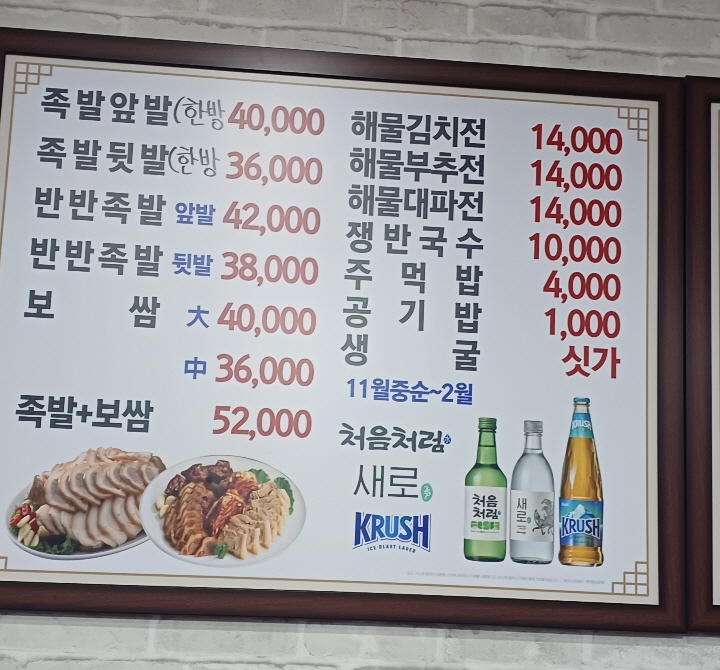 족발앞발(한방 40,000
족발뒷발(한방 36,000
반반족발 앞발 42,000
반반족발 뒷발 38,000
보쌈 大 40,000
中 36,000
족발+보쌈 52,000
해물김치전 14,000
해물부추전 14,000
해물대파전 14,000
쟁반국수 10,000
주먹밥 4,000
공기밥 1,000
생굴 싯가
11월중순~2월
처음처럼
새로
KRUSH
ICE BLAST LAGER
처음
처럼
새로
KRUSH
KRUSH